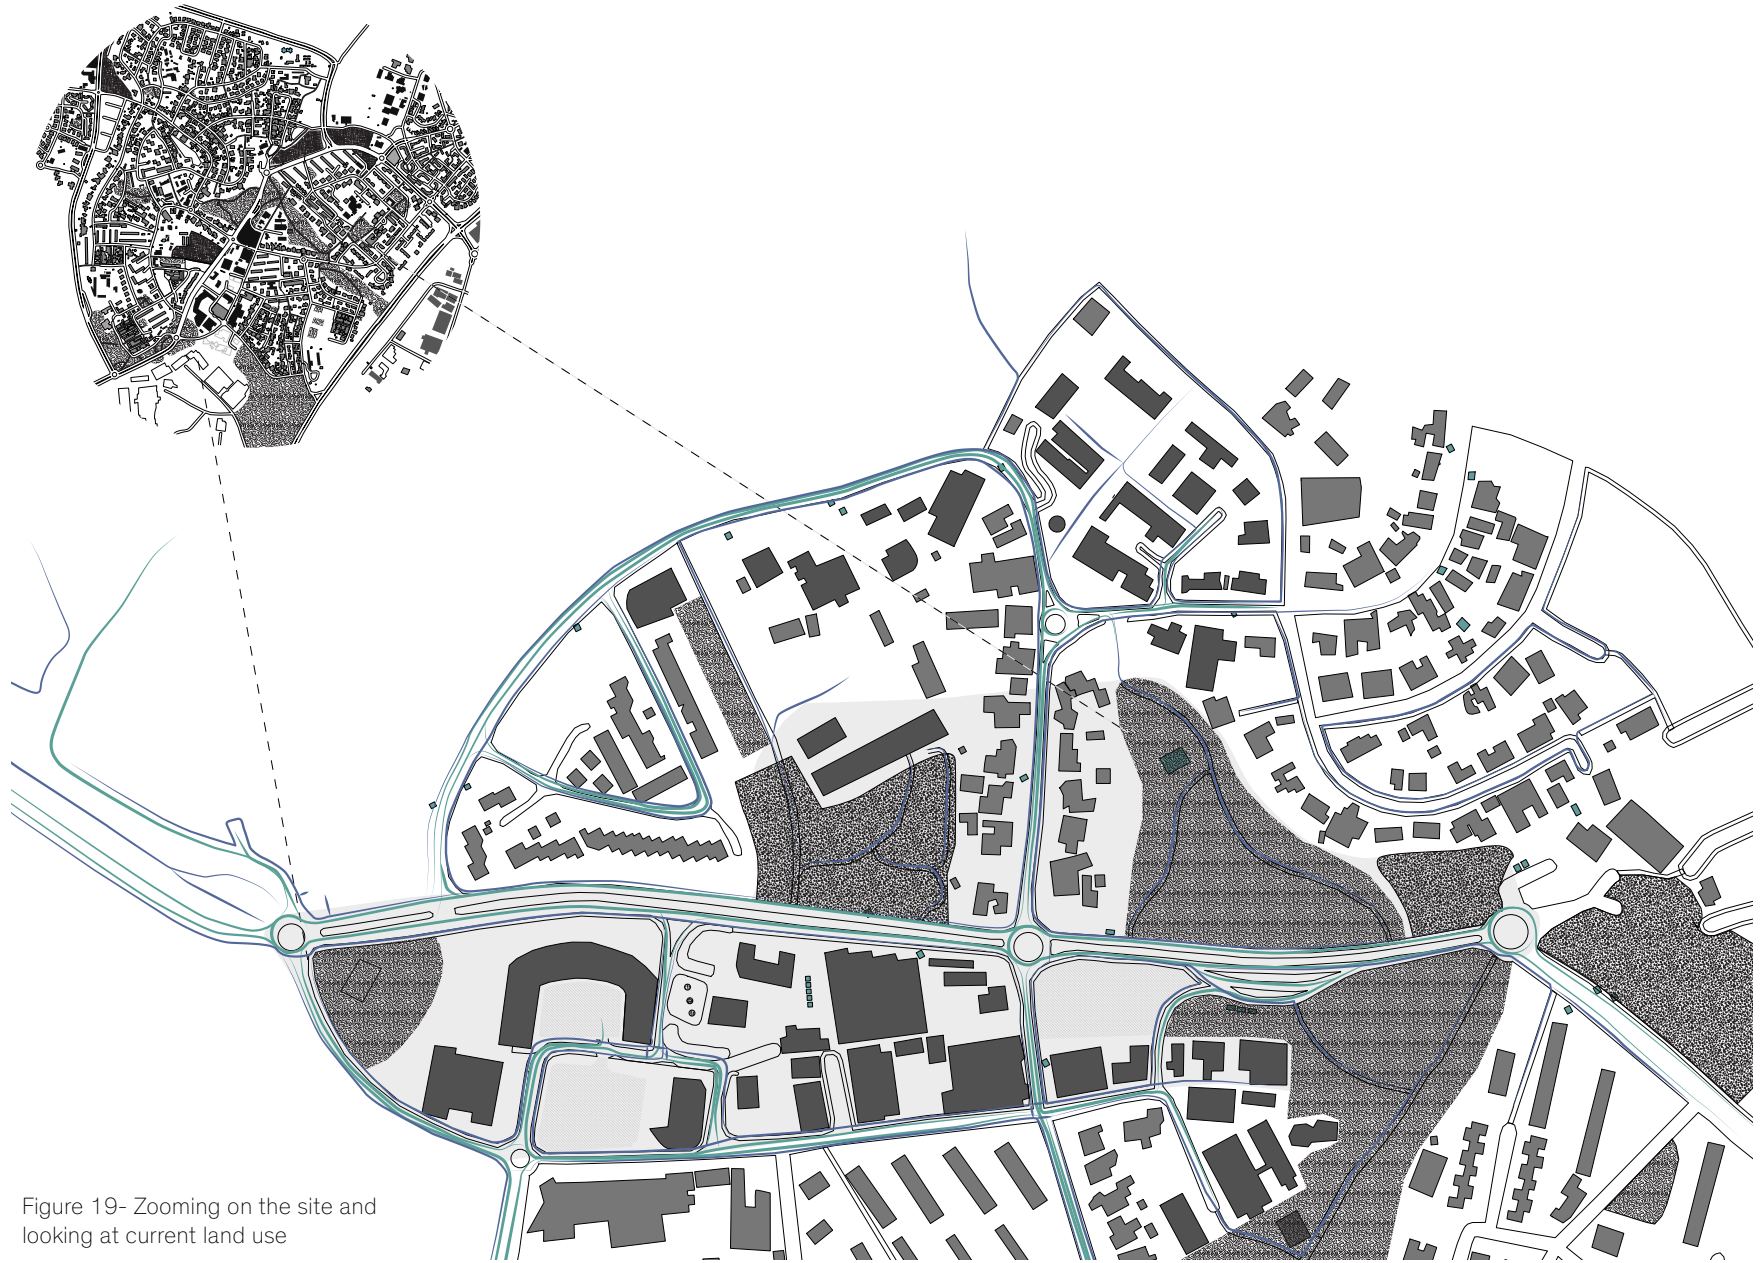 Figure 19- Zooming on the site and
looking at current land use